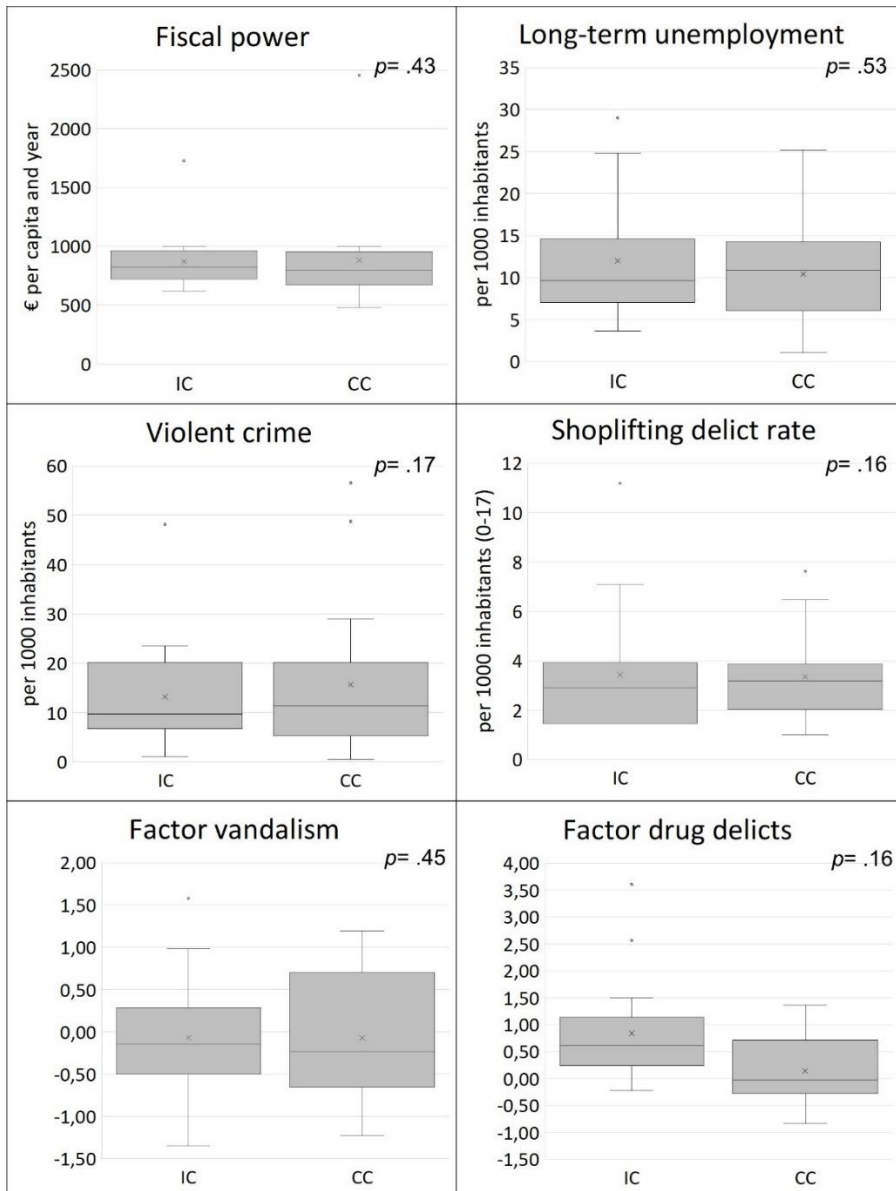 Fiscal power
p= .43
€ per capita and year
2500
2000
1500
1000
500
0
IC
CC
Long-term unemployment
p= .53
per 1000 inhabitants
35
30
25
20
15
10
5
0
IC
CC
Violent crime
p= .17
per 1000 inhabitants
60
50
40
30
20
10
0
IC
CC
Shoplifting delict rate
p= .16
per 1000 inhabitants (0-17)
12
10
8
6
4
2
0
IC
CC
Factor vandalism
p= .45
2,00
1,50
1,00
0,50
0,00
-0,50
-1,00
-1,50
IC
CC
Factor drug delicts
p= .16
4,00
3,50
3,00
2,50
2,00
1,50
1,00
0,50
0,00
-0,50
-1,00
-1,50
IC
CC